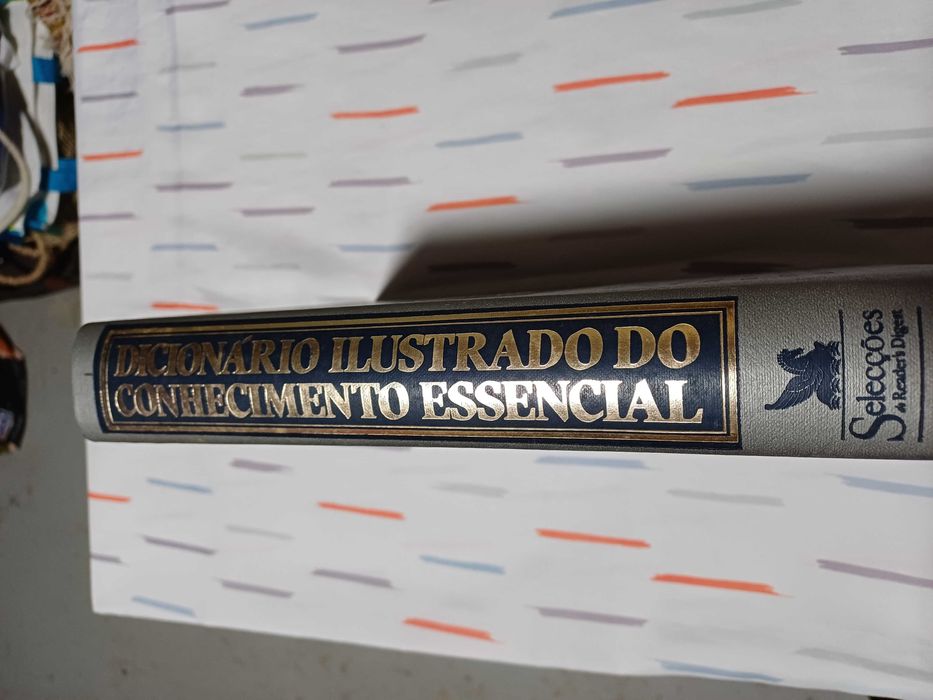 DICIONÁRIO ILUSTRADO DO
CONHECIMENTO ESSENCIAL
Selecções
do Reader's Digest